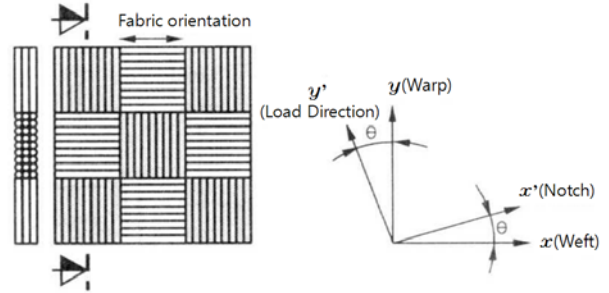 Fabric orientation
y'
(Load Direction)
y(Warp)
θ
x'(Notch)
θ
x(Weft)